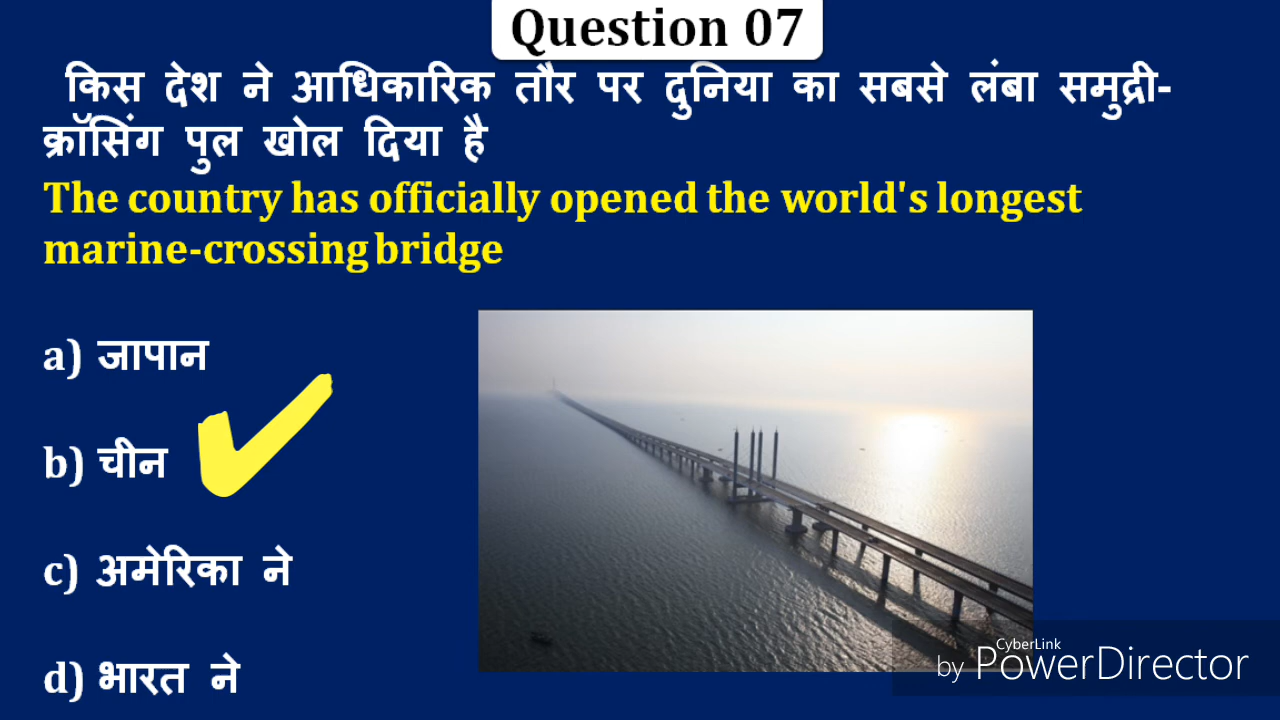 Question 07
किस देश ने आधिकारिक तौर पर दुनिया का सबसे लंबा समुद्री-
क्रॉसिंग पुल खोल दिया है
The country has officially opened the world's longest
marine-crossing bridge
a) जापान
b) चीन
c) अमेरिका ने
d) भारत ने
CyberLink
by PowerDirector